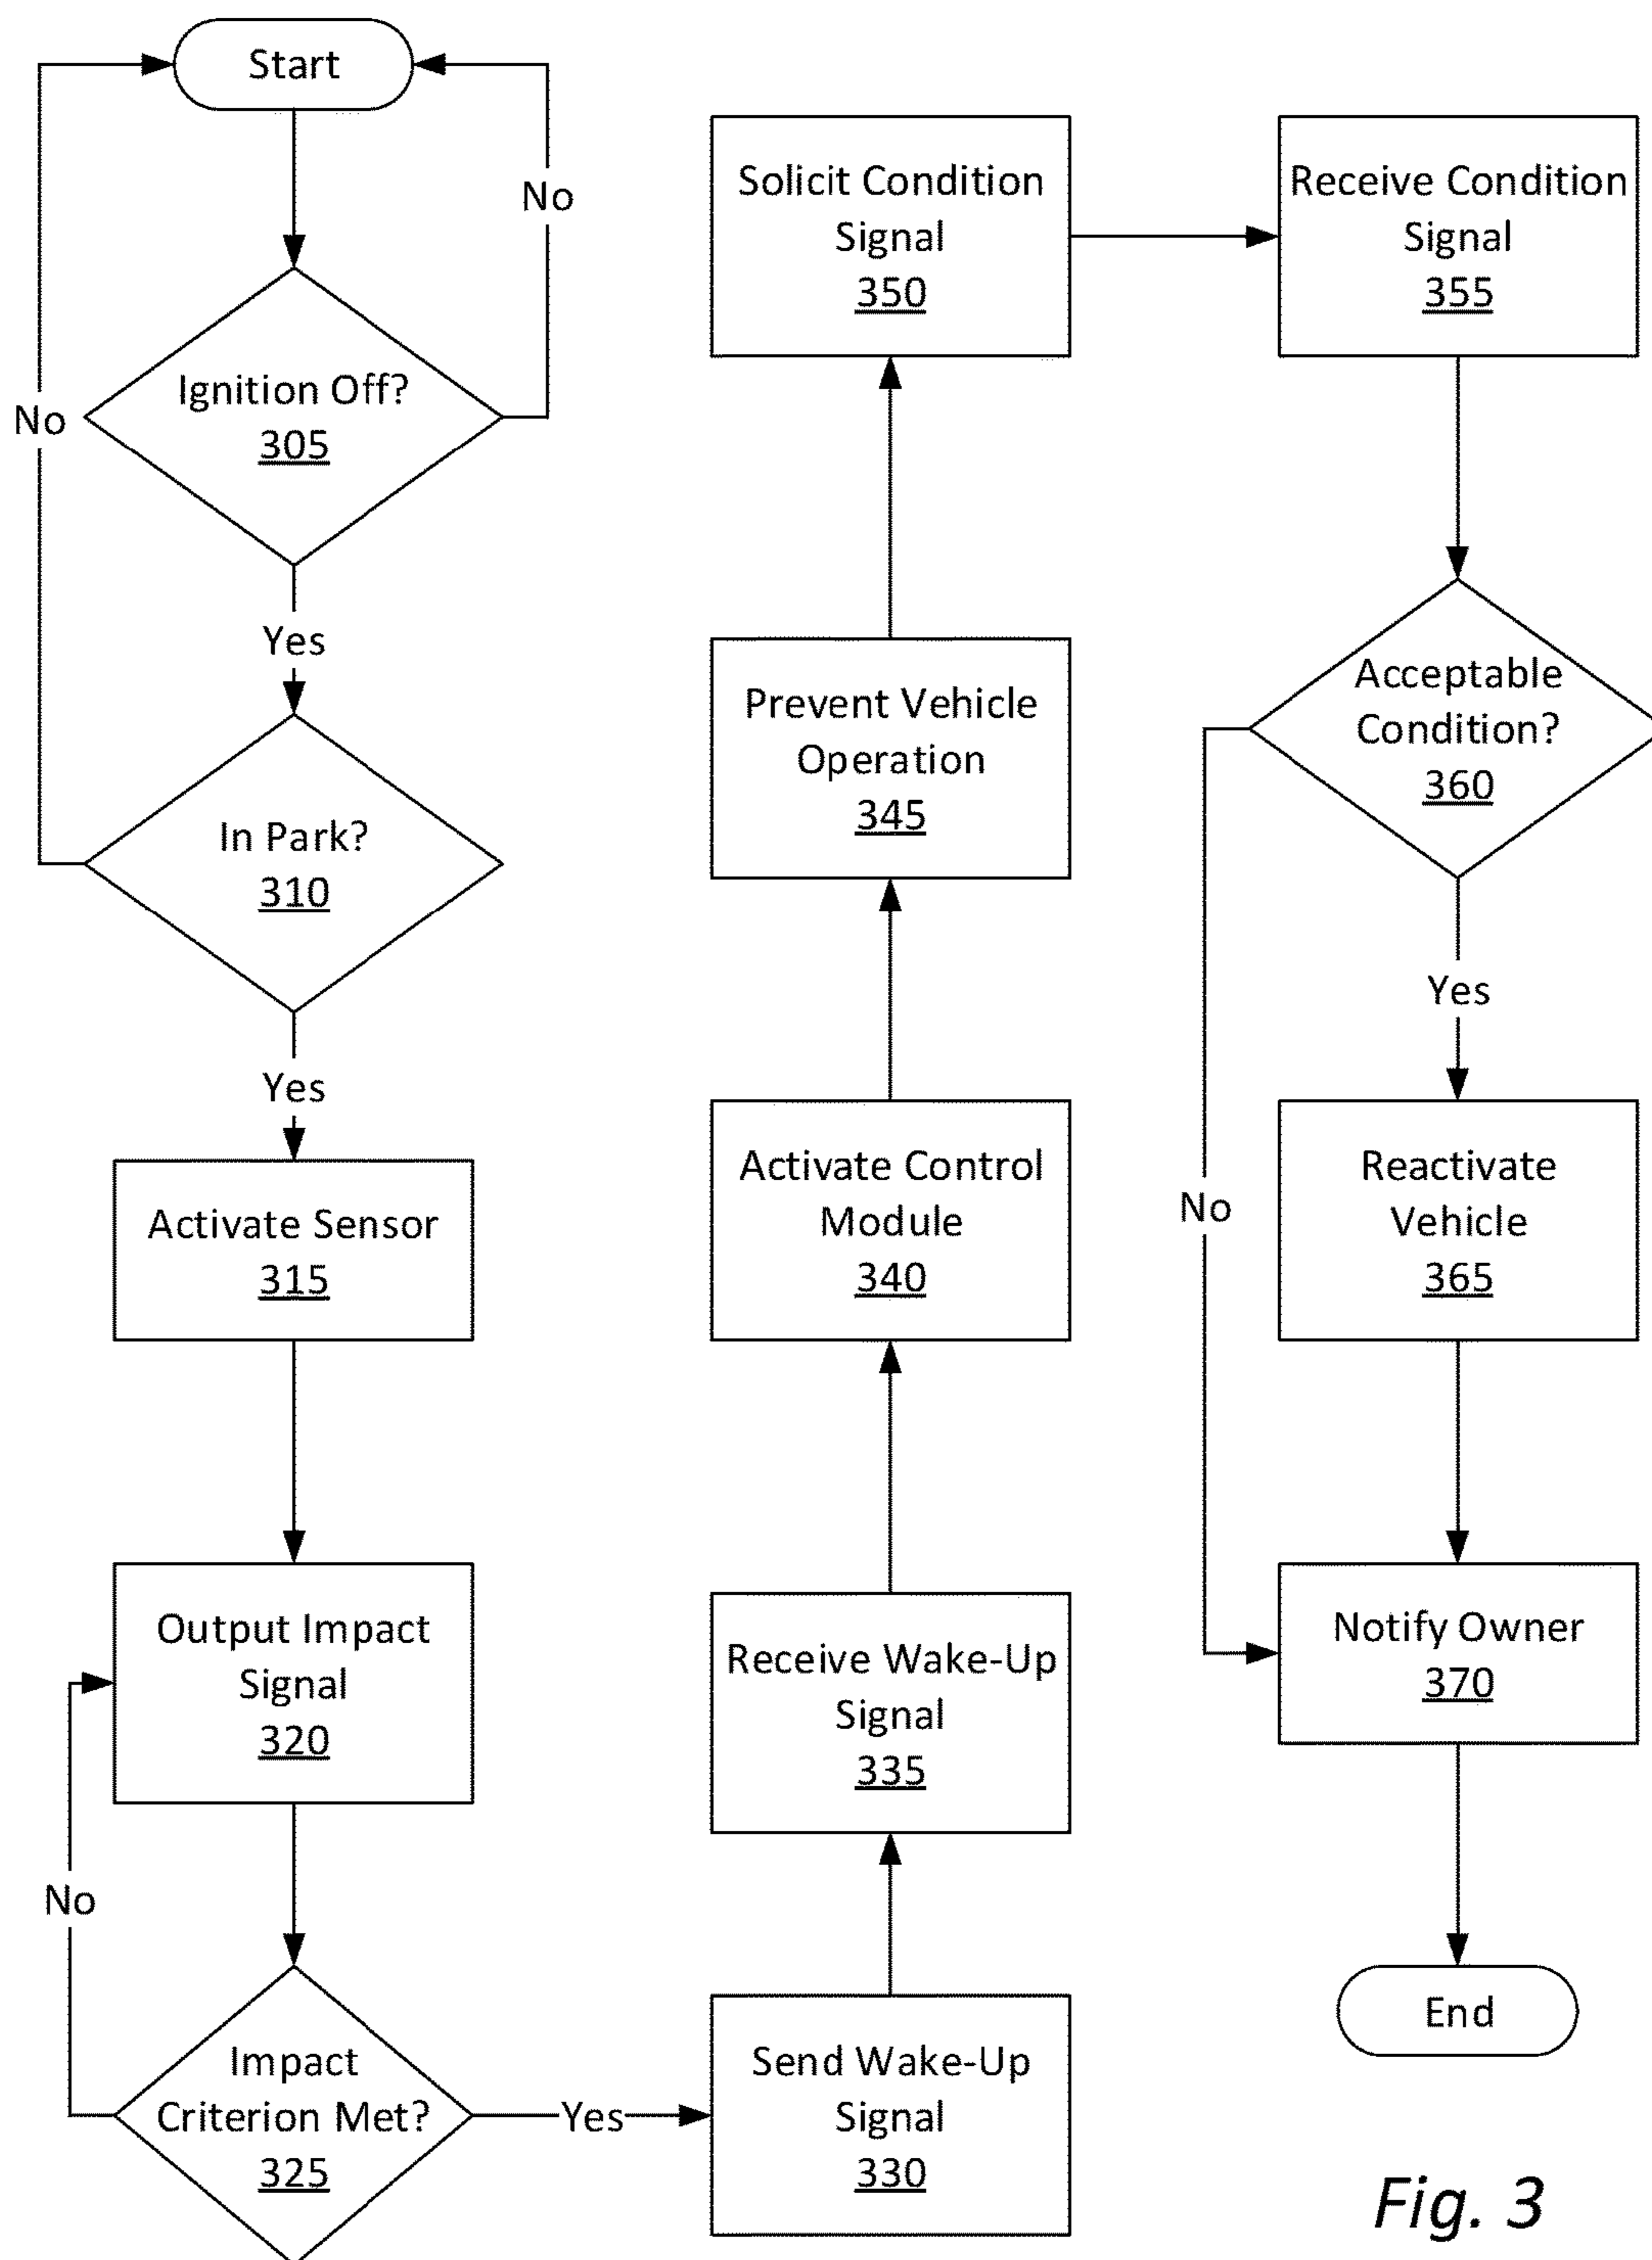 Start
No
Ignition Off?
305
No
Yes
In Park?
310
Yes
Activate Sensor
315
Output Impact
Signal
320
No
Impact
Criterion Met?
325
Yes
Send Wake-Up
Signal
330
Receive Wake-Up
Signal
335
Activate Control
Module
340
Prevent Vehicle
Operation
345
Solicit Condition
Signal
350
Receive Condition
Signal
355
Acceptable
Condition?
360
Yes
No
Reactivate
Vehicle
365
Notify Owner
370
End
Fig. 3